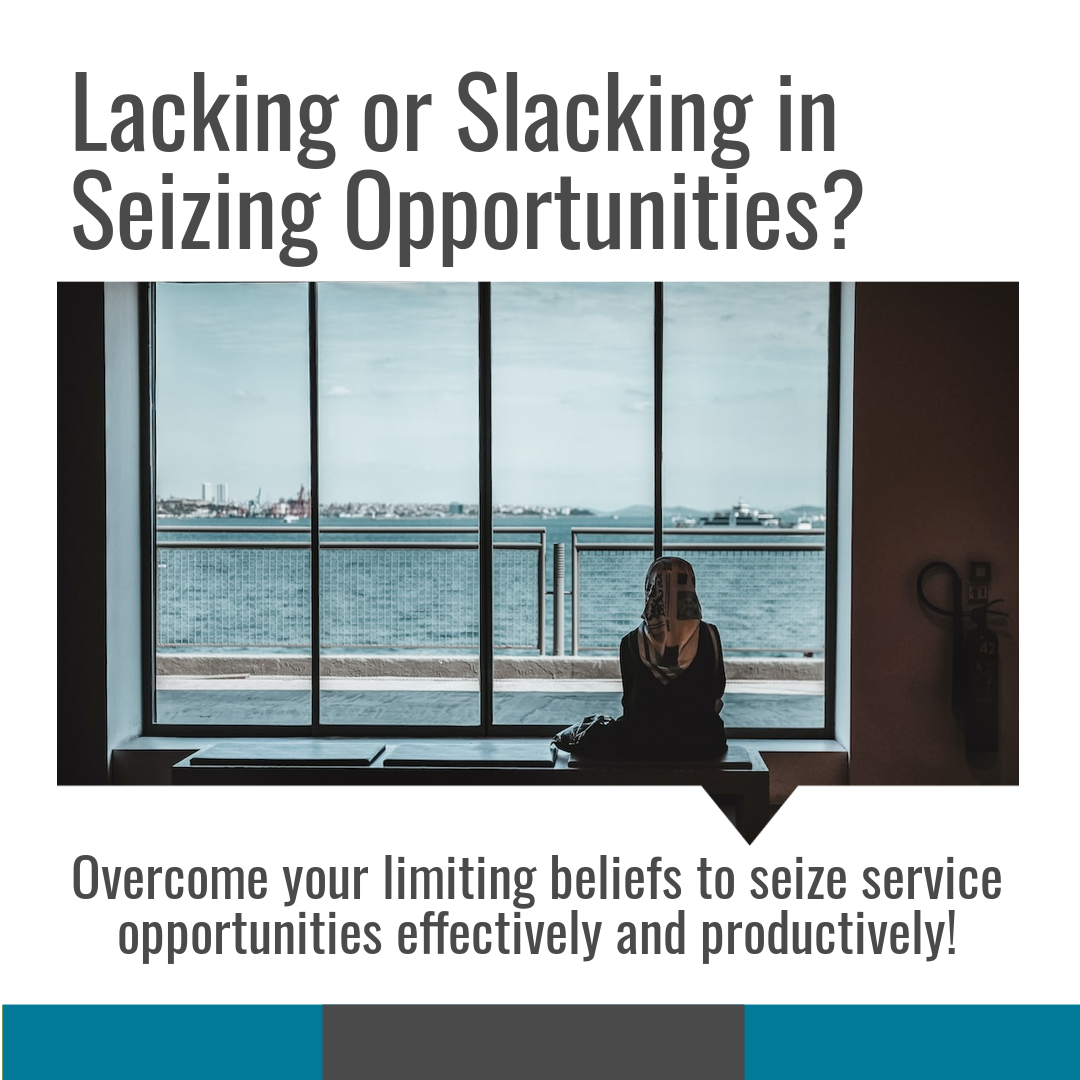 Lacking or Slacking in
Seizing Opportunities?
Overcome your limiting beliefs to seize service
opportunities effectively and productively!